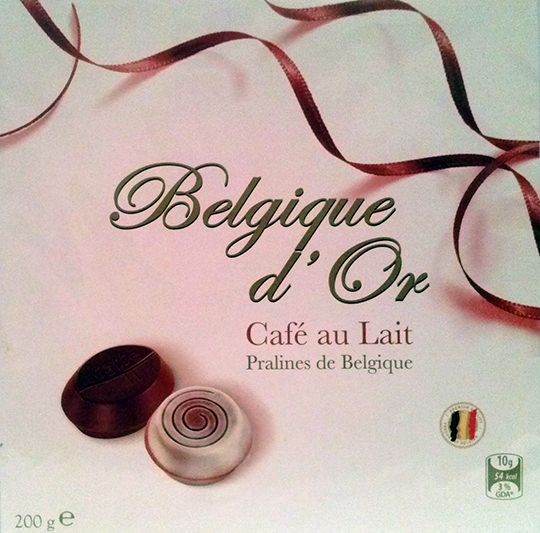 Belgique
d'Or
Café au Lait
Pralines de Belgique
10g
54 kcal
3 %
GDA*
200 g ℮